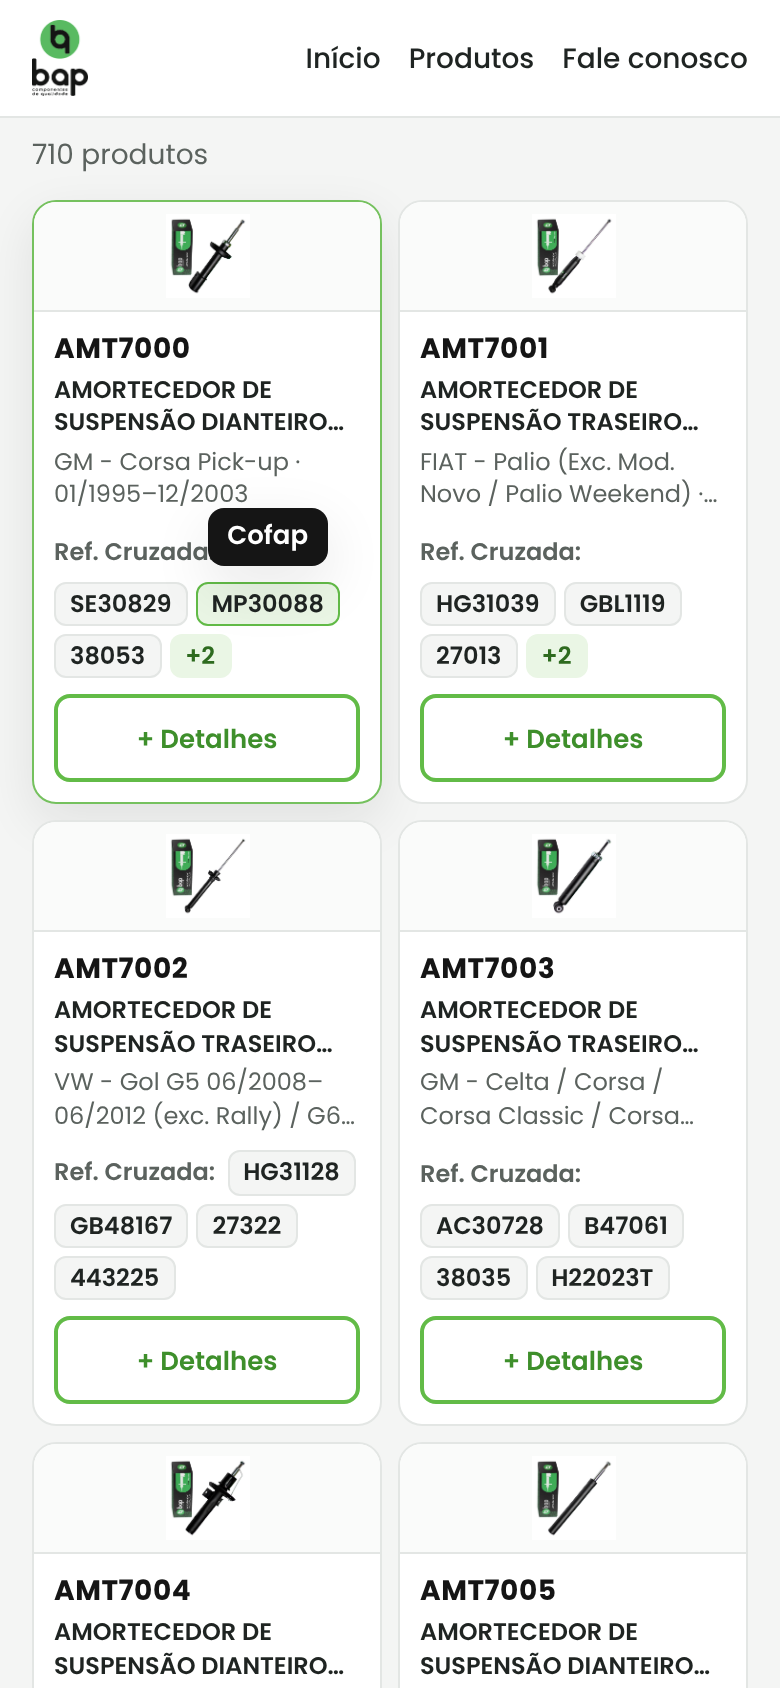 bap
componentes
de qualidade
Início Produtos Fale conosco
710 produtos
AMT7000
AMORTECEDOR DE
SUSPENSÃO DIANTEIRO...
GM - Corsa Pick-up ·
01/1995–12/2003
Ref. Cruzada
Cofap
SE30829 MP30088
38053 +2
+ Detalhes
AMT7001
AMORTECEDOR DE
SUSPENSÃO TRASEIRO...
FIAT - Palio (Exc. Mod.
Novo / Palio Weekend) ·...
Ref. Cruzada:
HG31039 GBL1119
27013 +2
+ Detalhes
AMT7002
AMORTECEDOR DE
SUSPENSÃO TRASEIRO...
VW - Gol G5 06/2008–
06/2012 (exc. Rally) / G6...
Ref. Cruzada: HG31128
GB48167 27322
443225
+ Detalhes
AMT7003
AMORTECEDOR DE
SUSPENSÃO TRASEIRO...
GM - Celta / Corsa /
Corsa Classic / Corsa...
Ref. Cruzada:
AC30728 B47061
38035 H22023T
+ Detalhes
AMT7004
AMORTECEDOR DE
SUSPENSÃO DIANTEIRO...
AMT7005
AMORTECEDOR DE
SUSPENSÃO DIANTEIRO...